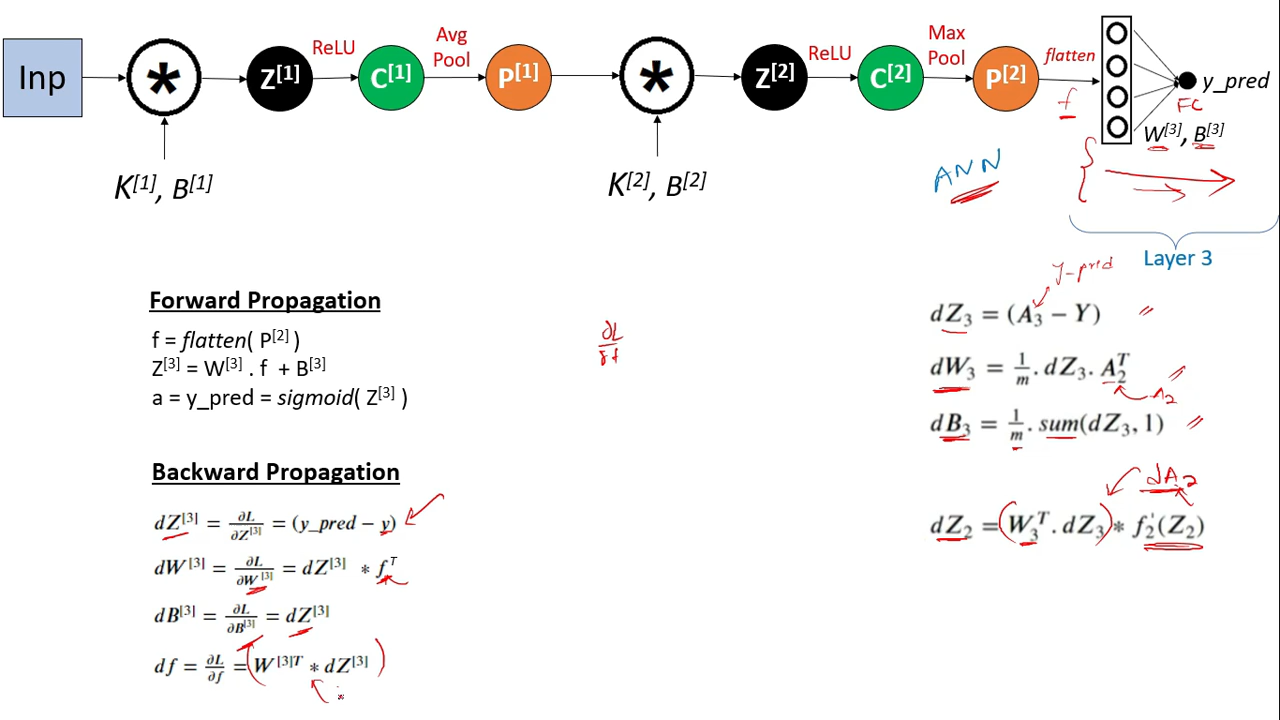 Inp
*
Z[1]
ReLU
C[1]
Avg
Pool
P[1]
*
Z[2]
ReLU
C[2]
Max
Pool
P[2]
flatten
f
y_pred
FC
W[3], B[3]
K[1], B[1]
K[2], B[2]
ANN
Layer 3
Forward Propagation
f = flatten( P[2] )
Z[3] = W[3] . f + B[3]
a = y_pred = sigmoid( Z[3] )
Backward Propagation
dZ[3] = ∂L/∂Z[3] = (y_pred − y)
dW[3] = ∂L/∂W[3] = dZ[3] * fT
dB[3] = ∂L/∂B[3] = dZ[3]
df = ∂L/∂f = (W[3]T * dZ[3])
∂L/∂f
y-pred
dZ3 = (A3 − Y)
dW3 = 1/m . dZ3 . A2T
A2
dB3 = 1/m . sum(dZ3, 1)
dA2
dZ2 = (W3T . dZ3) * f2'(Z2)